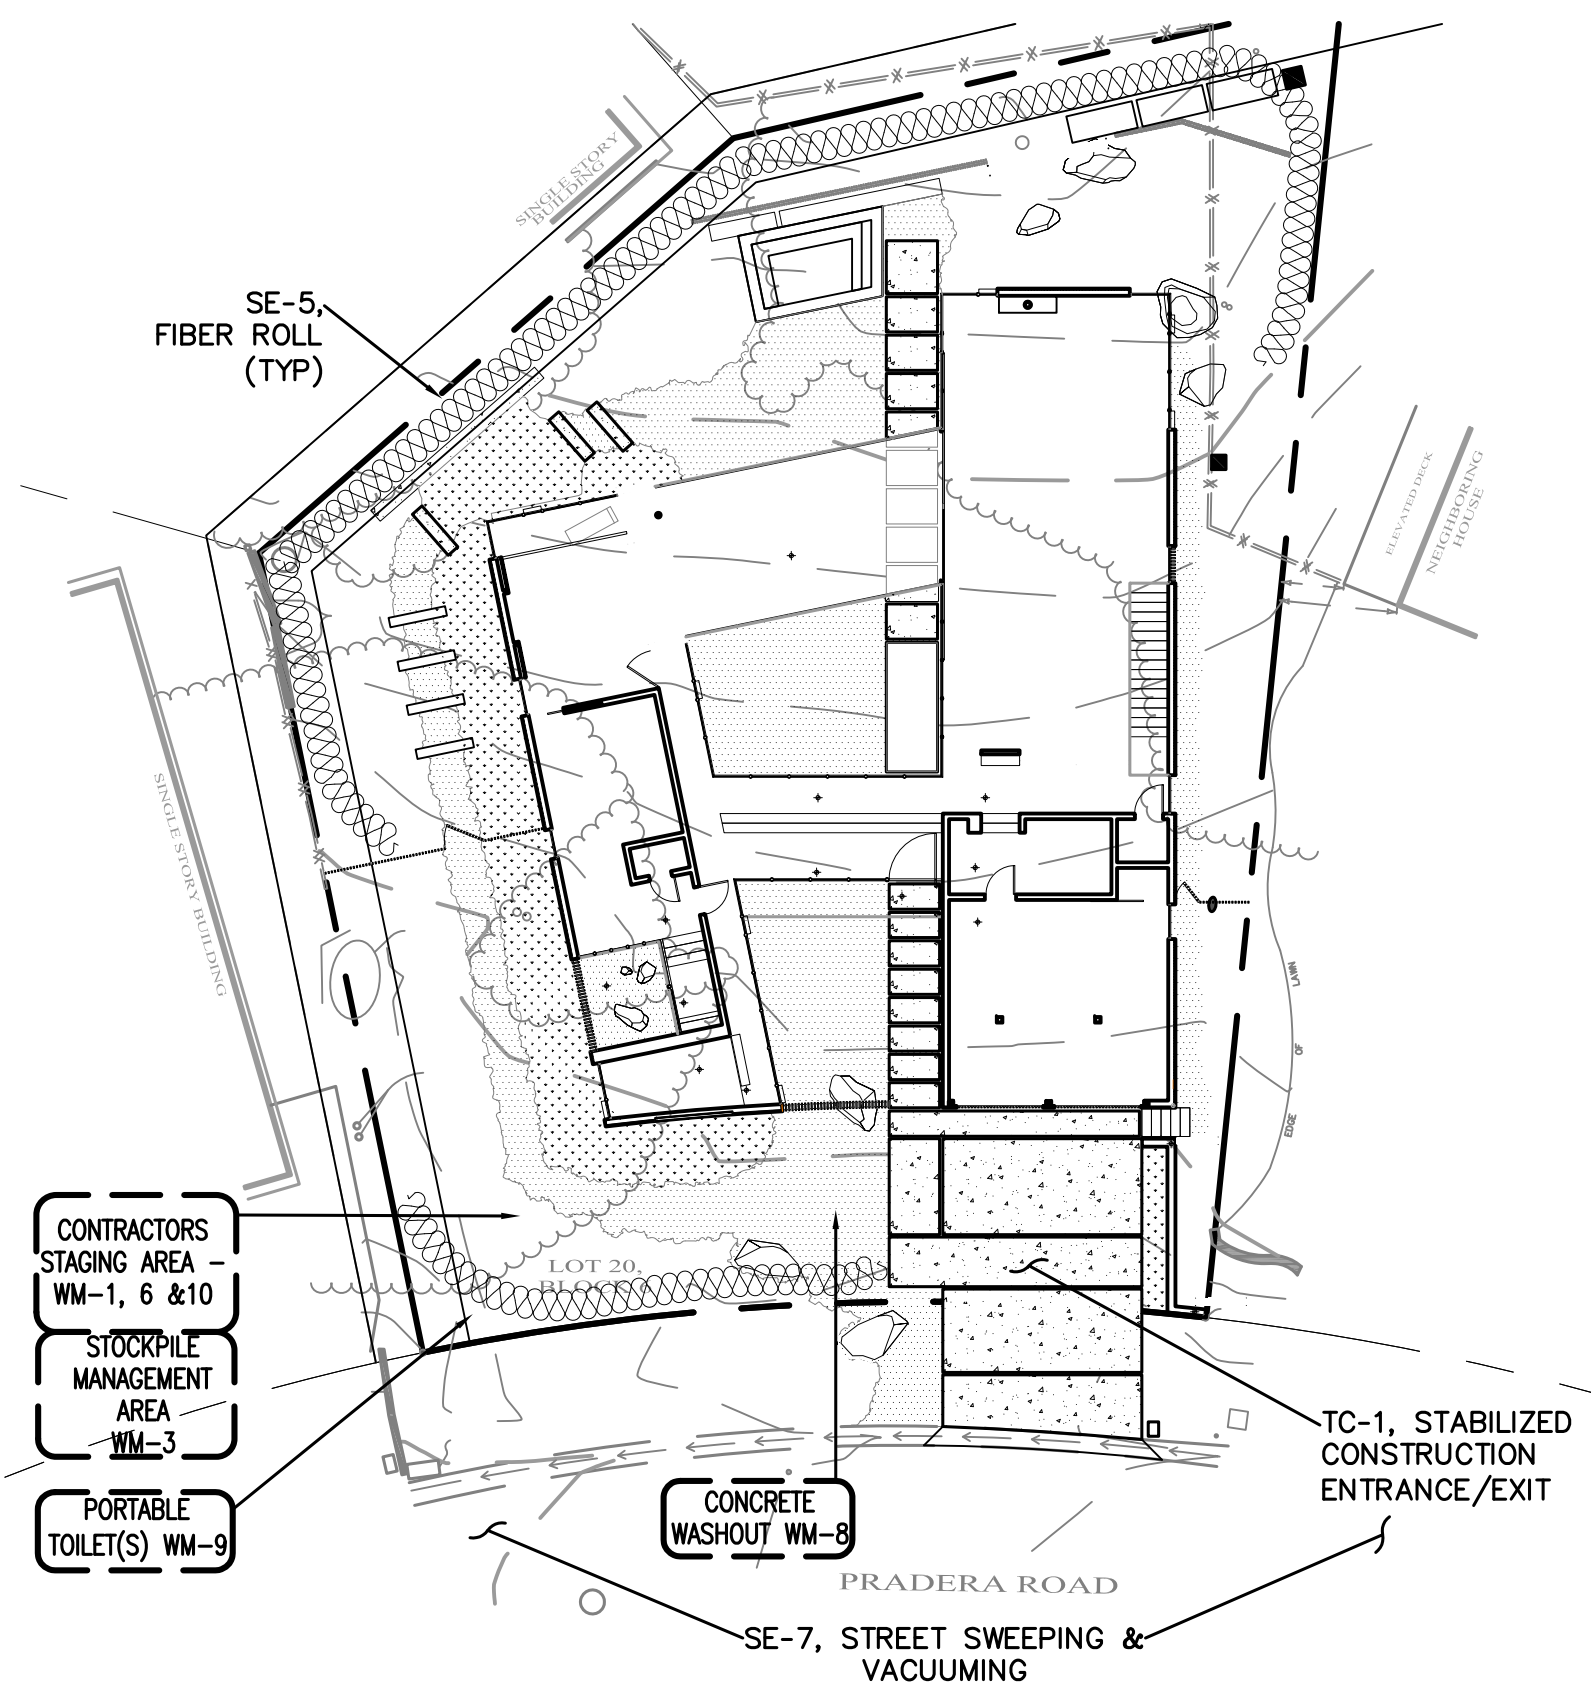 SINGLE STORY
BUILDING
SE-5,
FIBER ROLL
(TYP)
ELEVATED DECK
NEIGHBORING
HOUSE
SINGLE STORY BUILDING
EDGE OF LAWN
CONTRACTORS
STAGING AREA -
WM-1, 6 &10
LOT 20,
BLOCK
STOCKPILE
MANAGEMENT
AREA
WM-3
PORTABLE
TOILET(S) WM-9
CONCRETE
WASHOUT WM-8
TC-1, STABILIZED
CONSTRUCTION
ENTRANCE/EXIT
PRADERA ROAD
SE-7, STREET SWEEPING &
VACUUMING